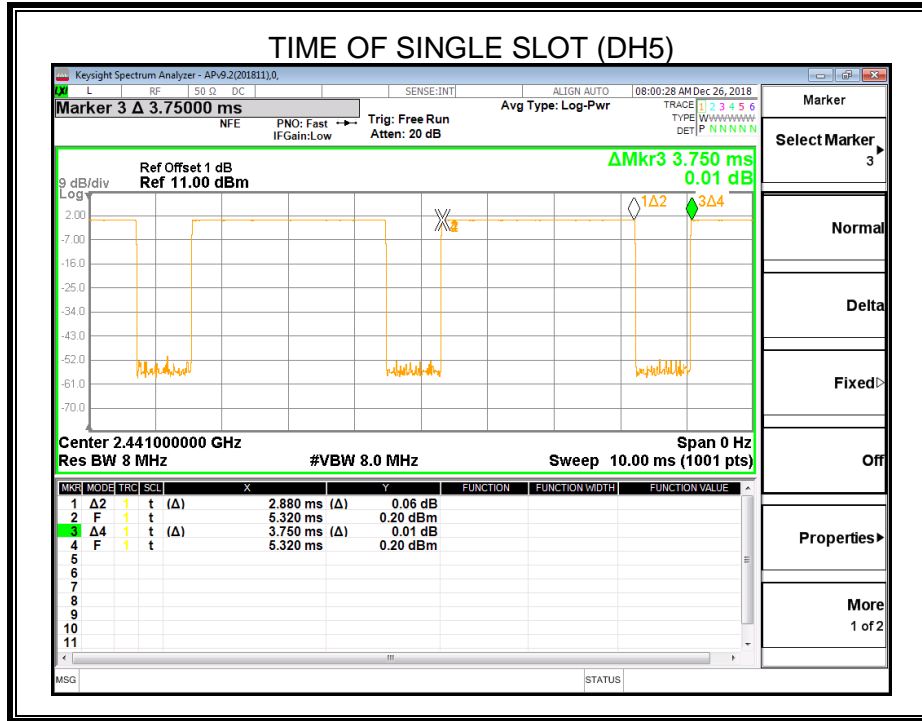 TIME OF SINGLE SLOT (DH5)
Keysight Spectrum Analyzer - APv9.2(201811),0,
LXI L RF 50 Ω DC SENSE:INT ALIGN AUTO 08:00:28 AM Dec 26, 2018
Marker 3 Δ 3.75000 ms
NFE
PNO: Fast
IFGain:Low
Trig: Free Run
Atten: 20 dB
Avg Type: Log-Pwr
TRACE 1 2 3 4 5 6
TYPE WWWWWW
DET P N N N N N
ΔMkr3 3.750 ms
0.01 dB
9 dB/div
Log
Ref Offset 1 dB
Ref 11.00 dBm
2.00
-7.00
-16.0
-25.0
-34.0
-43.0
-52.0
-61.0
-70.0
2
1Δ2
3Δ4
Center 2.441000000 GHz Span 0 Hz
Res BW 8 MHz #VBW 8.0 MHz Sweep 10.00 ms (1001 pts)
MKR MODE TRC SCL X Y FUNCTION FUNCTION WIDTH FUNCTION VALUE
1 Δ2 1 t (Δ) 2.880 ms (Δ) 0.06 dB
2 F 1 t 5.320 ms 0.20 dBm
3 Δ4 1 t (Δ) 3.750 ms (Δ) 0.01 dB
4 F 1 t 5.320 ms 0.20 dBm
5
6
7
8
9
10
11
MSG STATUS
Marker
Select Marker
3
Normal
Delta
Fixed
Off
Properties
More
1 of 2